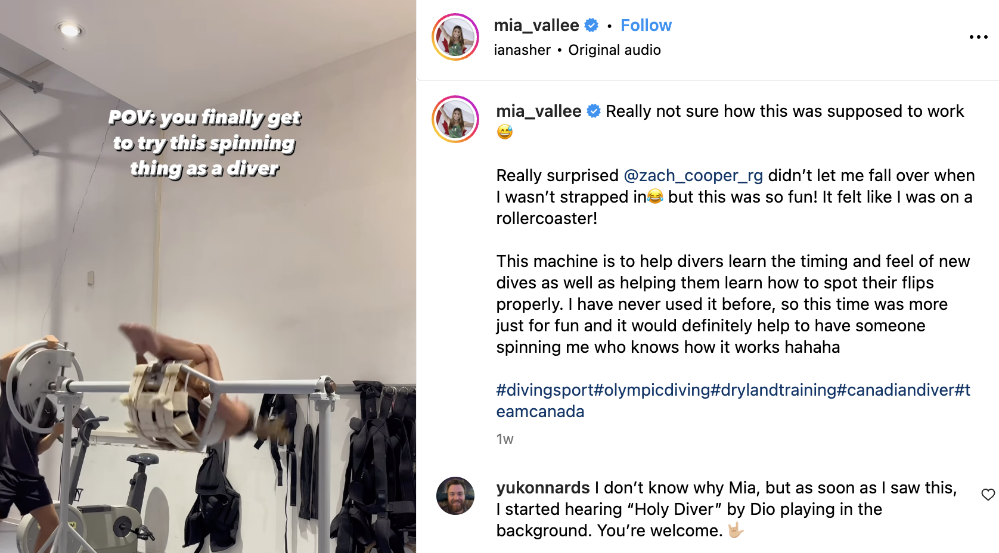 POV: you finally get
to try this spinning
thing as a diver
mia_vallee • Follow
ianasher • Original audio
mia_vallee Really not sure how this was supposed to work
😅
Really surprised @zach_cooper_rg didn’t let me fall over when
I wasn’t strapped in😂 but this was so fun! It felt like I was on a
rollercoaster!
This machine is to help divers learn the timing and feel of new
dives as well as helping them learn how to spot their flips
properly. I have never used it before, so this time was more
just for fun and it would definitely help to have someone
spinning me who knows how it works hahaha
#divingsport#olympicdiving#drylandtraining#canadiandiver#t
eamcanada
1w
yukonnards I don’t know why Mia, but as soon as I saw this,
I started hearing “Holy Diver” by Dio playing in the
background. You’re welcome. 🤟🏼